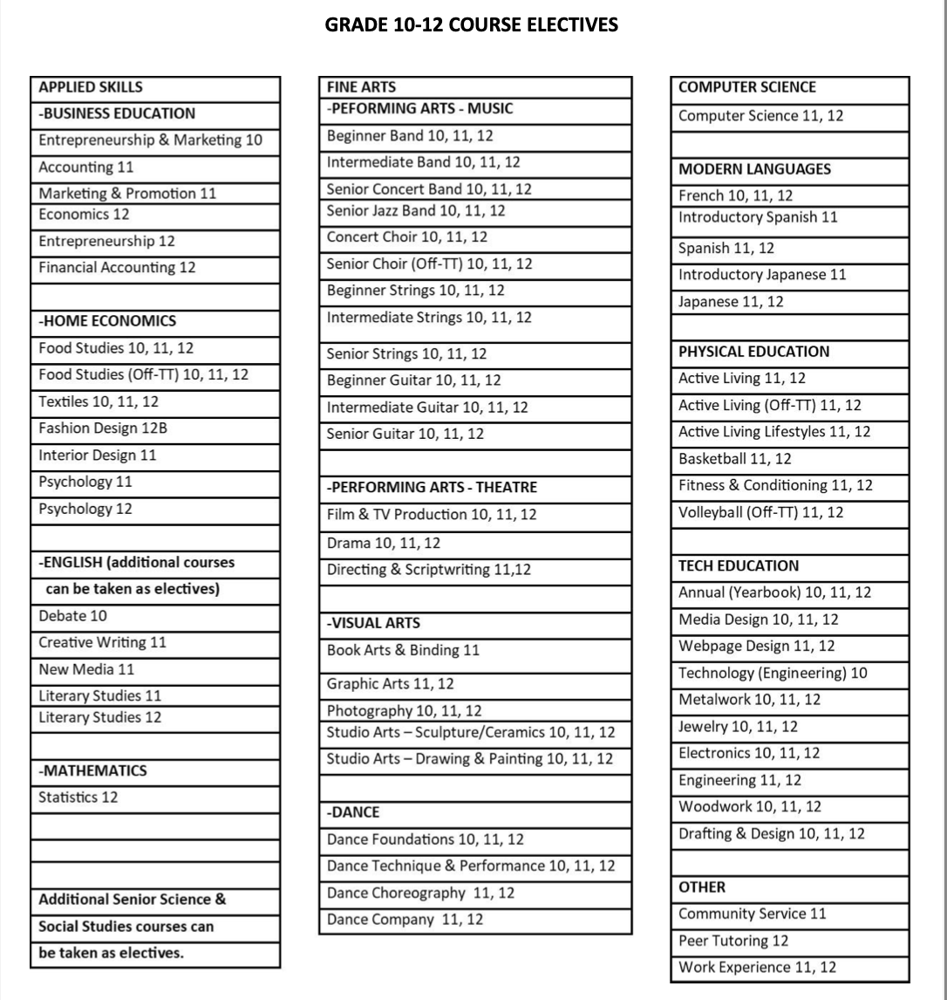 GRADE 10-12 COURSE ELECTIVES
APPLIED SKILLS
-BUSINESS EDUCATION
Entrepreneurship & Marketing 10
Accounting 11
Marketing & Promotion 11
Economics 12
Entrepreneurship 12
Financial Accounting 12
-HOME ECONOMICS
Food Studies 10, 11, 12
Food Studies (Off-TT) 10, 11, 12
Textiles 10, 11, 12
Fashion Design 12B
Interior Design 11
Psychology 11
Psychology 12
-ENGLISH (additional courses
can be taken as electives)
Debate 10
Creative Writing 11
New Media 11
Literary Studies 11
Literary Studies 12
-MATHEMATICS
Statistics 12
Additional Senior Science &
Social Studies courses can
be taken as electives.
FINE ARTS
-PEFORMING ARTS - MUSIC
Beginner Band 10, 11, 12
Intermediate Band 10, 11, 12
Senior Concert Band 10, 11, 12
Senior Jazz Band 10, 11, 12
Concert Choir 10, 11, 12
Senior Choir (Off-TT) 10, 11, 12
Beginner Strings 10, 11, 12
Intermediate Strings 10, 11, 12
Senior Strings 10, 11, 12
Beginner Guitar 10, 11, 12
Intermediate Guitar 10, 11, 12
Senior Guitar 10, 11, 12
-PERFORMING ARTS - THEATRE
Film & TV Production 10, 11, 12
Drama 10, 11, 12
Directing & Scriptwriting 11,12
-VISUAL ARTS
Book Arts & Binding 11
Graphic Arts 11, 12
Photography 10, 11, 12
Studio Arts – Sculpture/Ceramics 10, 11, 12
Studio Arts – Drawing & Painting 10, 11, 12
-DANCE
Dance Foundations 10, 11, 12
Dance Technique & Performance 10, 11, 12
Dance Choreography 11, 12
Dance Company 11, 12
COMPUTER SCIENCE
Computer Science 11, 12
MODERN LANGUAGES
French 10, 11, 12
Introductory Spanish 11
Spanish 11, 12
Introductory Japanese 11
Japanese 11, 12
PHYSICAL EDUCATION
Active Living 11, 12
Active Living (Off-TT) 11, 12
Active Living Lifestyles 11, 12
Basketball 11, 12
Fitness & Conditioning 11, 12
Volleyball (Off-TT) 11, 12
TECH EDUCATION
Annual (Yearbook) 10, 11, 12
Media Design 10, 11, 12
Webpage Design 11, 12
Technology (Engineering) 10
Metalwork 10, 11, 12
Jewelry 10, 11, 12
Electronics 10, 11, 12
Engineering 11, 12
Woodwork 10, 11, 12
Drafting & Design 10, 11, 12
OTHER
Community Service 11
Peer Tutoring 12
Work Experience 11, 12